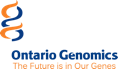 Ontario Genomics
The Future is in Our Genes